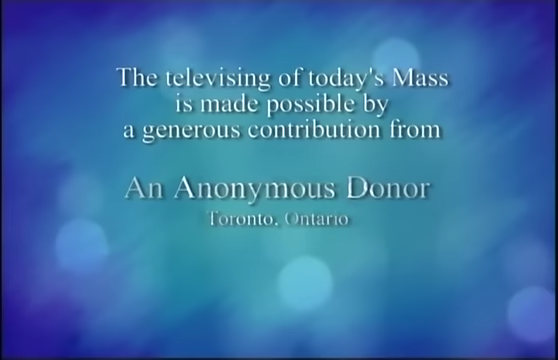 The televising of today's Mass
is made possible by
a generous contribution from
An Anonymous Donor
Toronto, Ontario